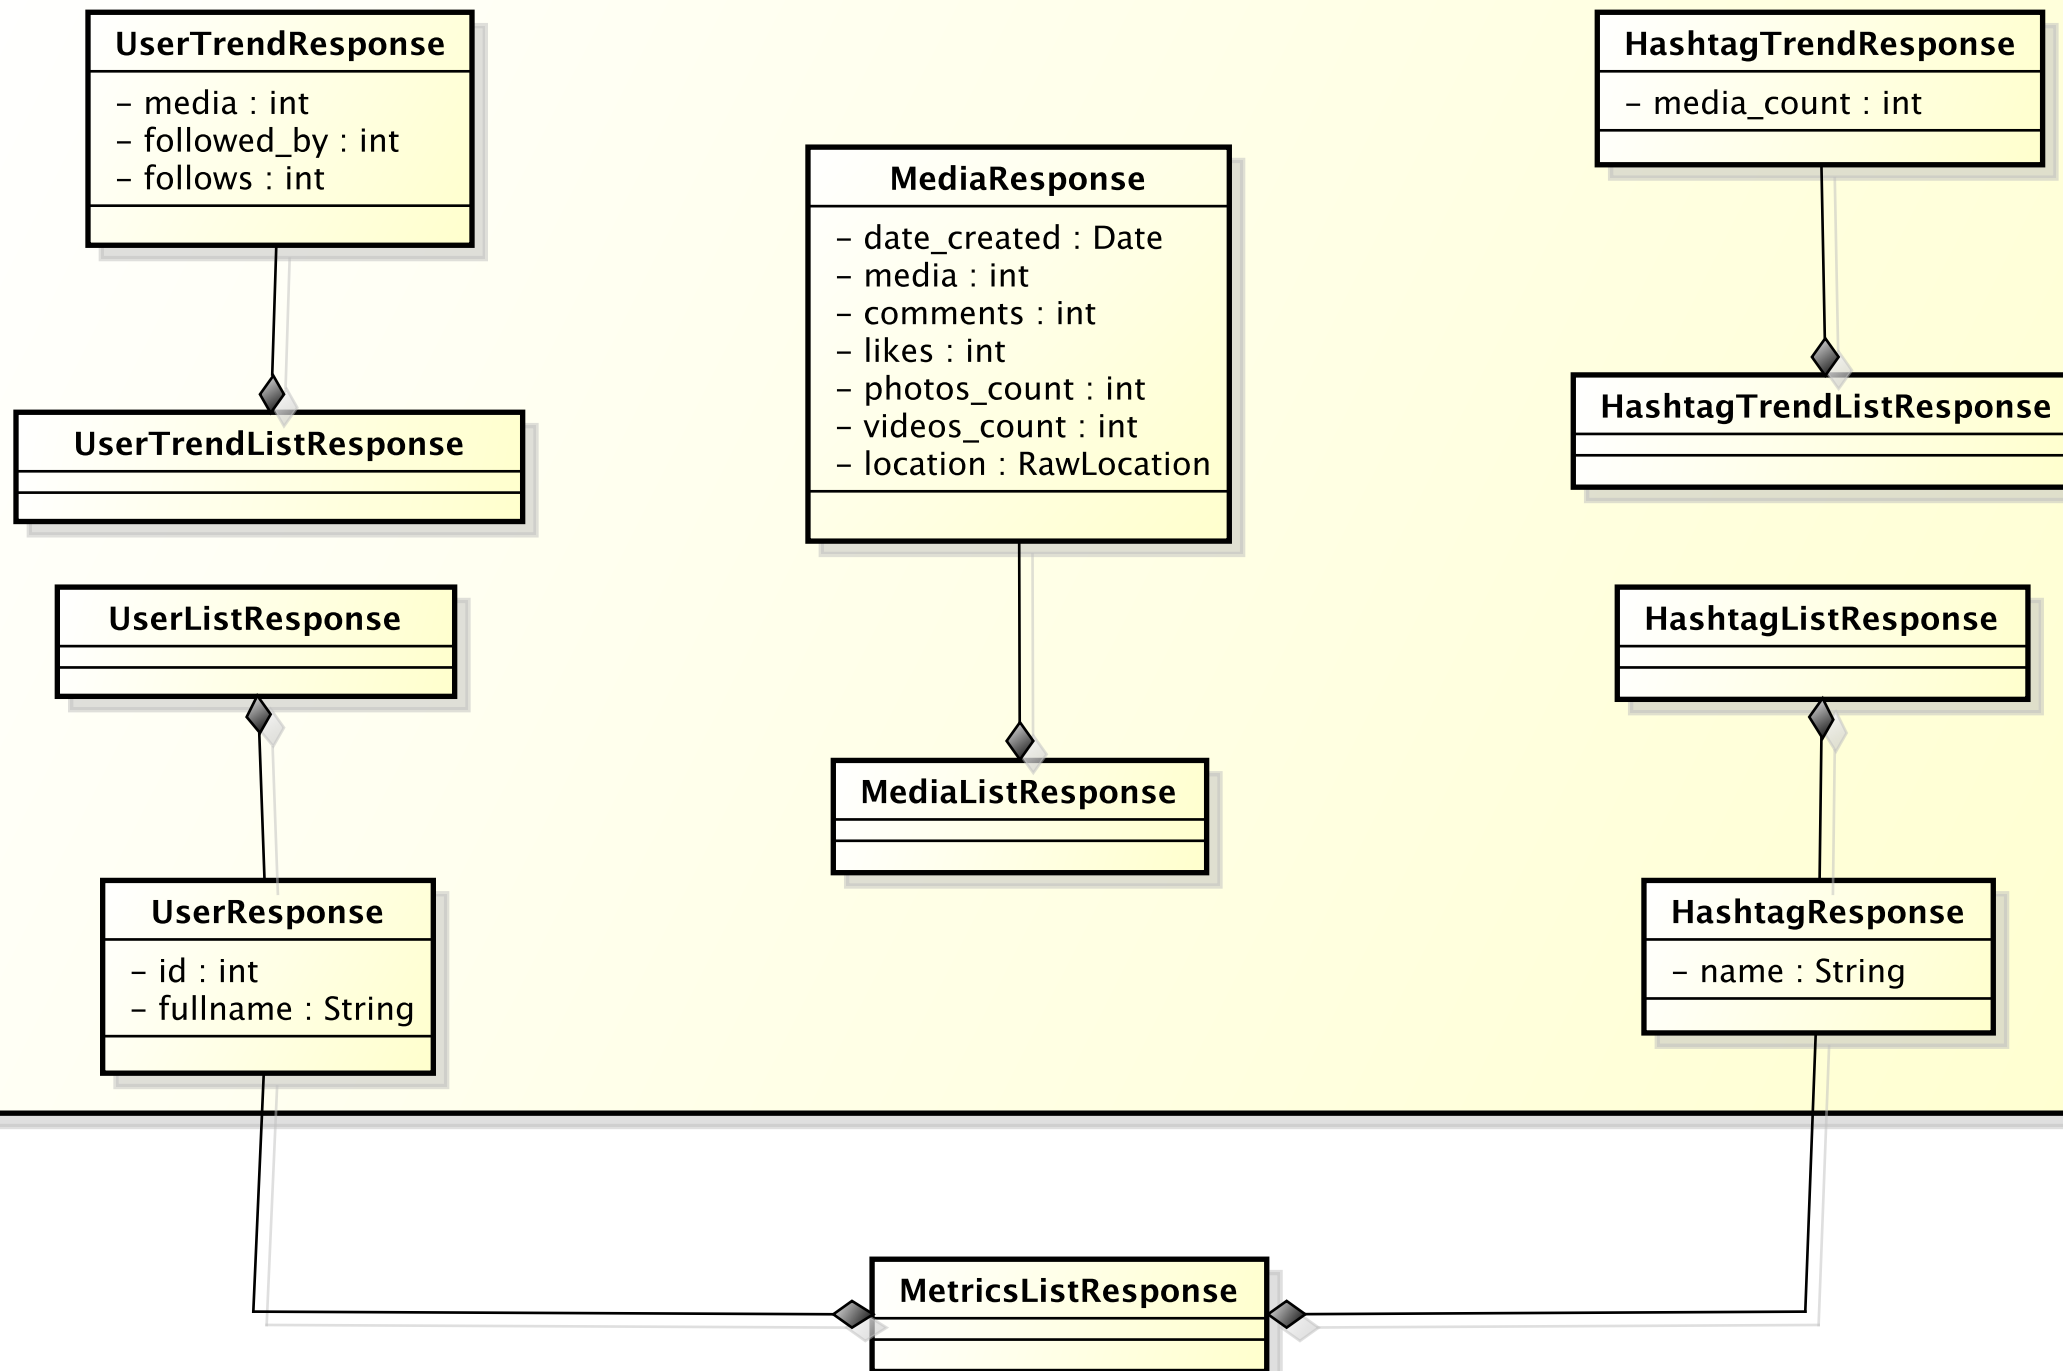 UserTrendResponse
- media : int
- followed_by : int
- follows : int
HashtagTrendResponse
- media_count : int
MediaResponse
- date_created : Date
- media : int
- comments : int
- likes : int
- photos_count : int
- videos_count : int
- location : RawLocation
UserTrendListResponse
HashtagTrendListResponse
UserListResponse
HashtagListResponse
MediaListResponse
UserResponse
- id : int
- fullname : String
HashtagResponse
- name : String
MetricsListResponse